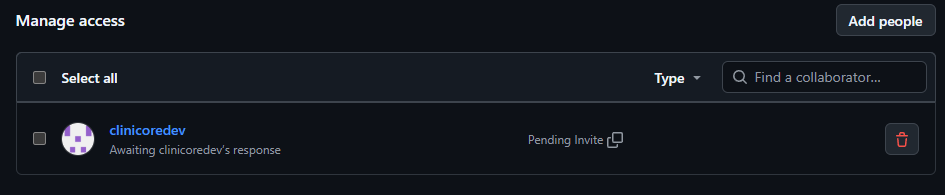 Manage access
Add people
Select all
Type
Find a collaborator...
clinicoredev
Awaiting clinicoredev's response
Pending Invite